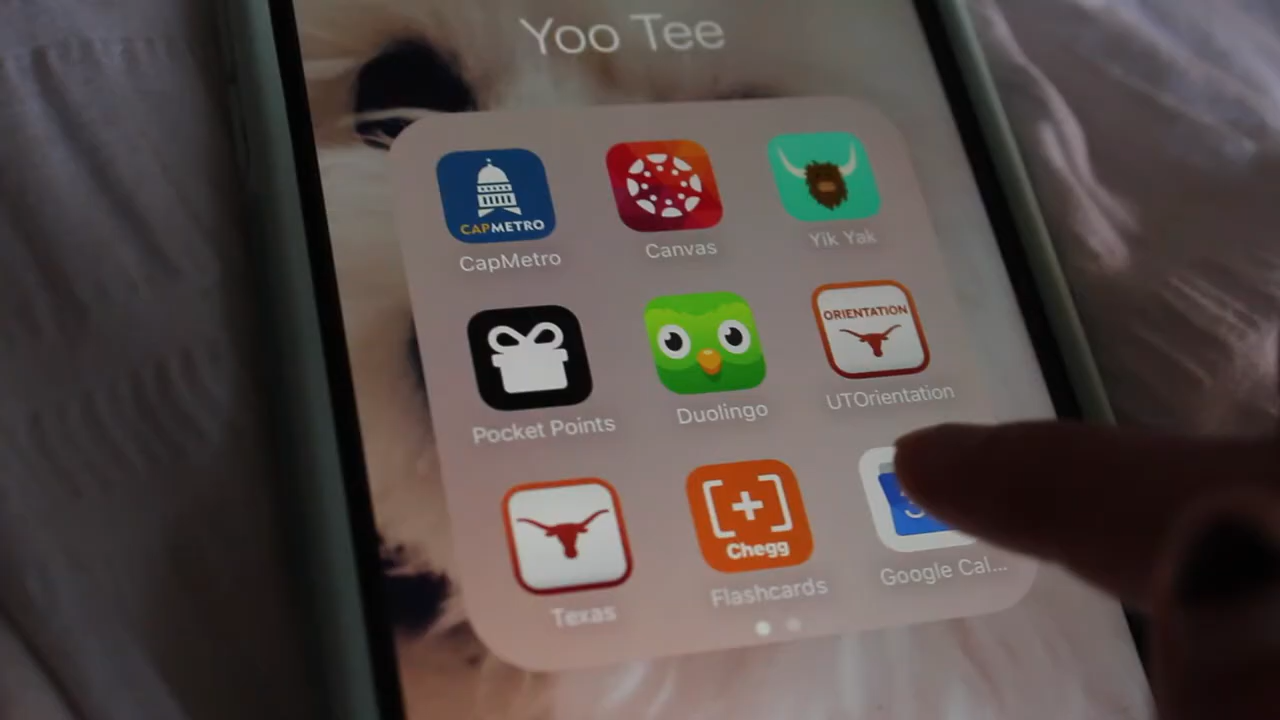 Yoo Tee
CAPMETRO
CapMetro
Canvas
Yik Yak
Pocket Points
Duolingo
ORIENTATION
UTOrientation
Texas
Chegg
Flashcards
Google Cal...